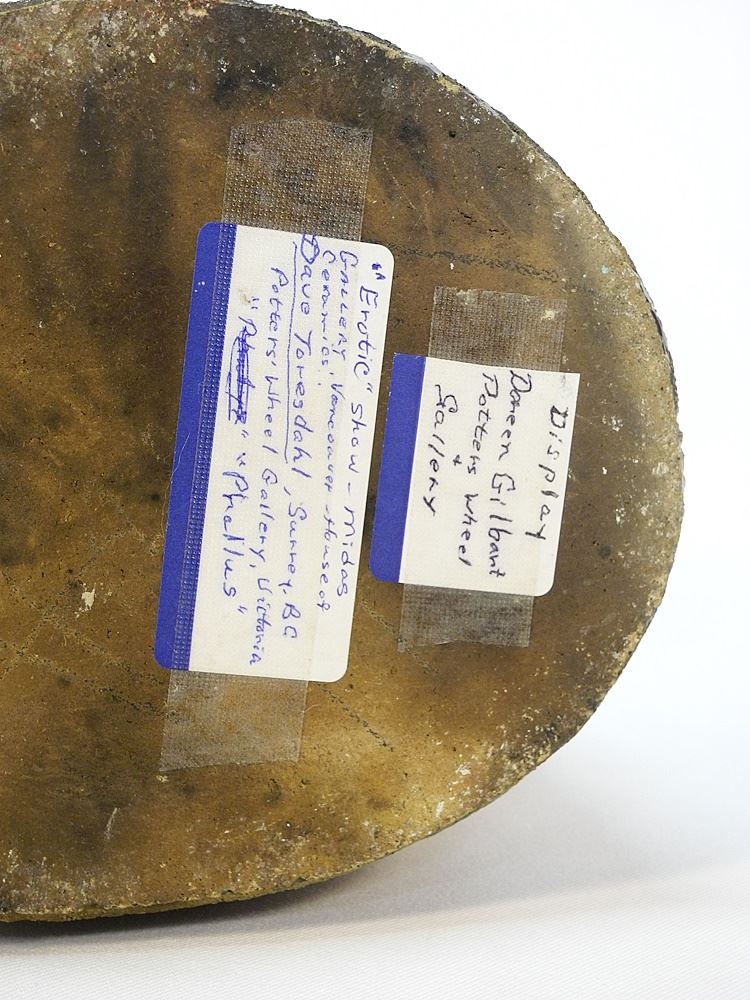 "Erotic" show - Midas
Gallery, Vancouver House of
Ceramics.
Dave Toresdahl, Surrey, BC
Potters' Wheel Gallery, Victoria
" " "Phallus"
Display
Doreen Gilbant
Potters Wheel
+
Gallery